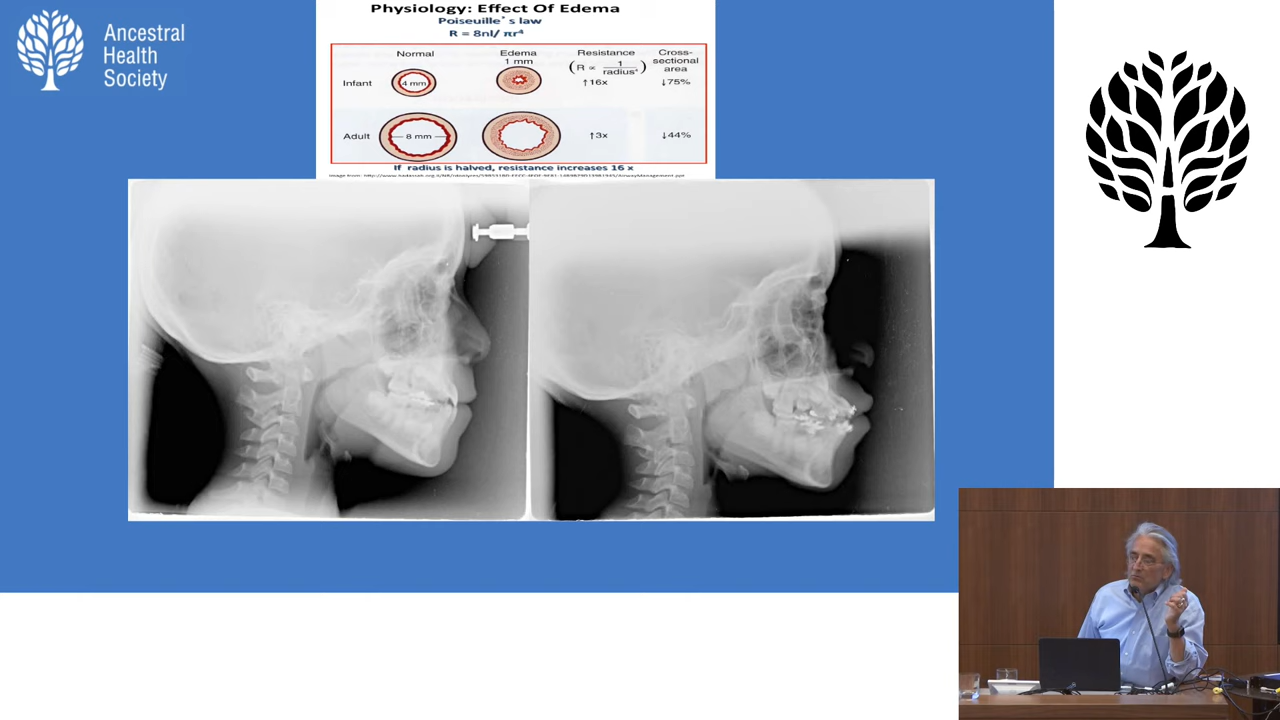 Ancestral
Health
Society
Physiology: Effect Of Edema
Poiseuille's law
R = 8nl/ πr⁴
Normal
Edema
1 mm
Resistance
(R ∝ 1/radius⁴)
Cross-
sectional
area
Infant
4 mm
↑16x
↓75%
Adult
8 mm
↑3x
↓44%
If radius is halved, resistance increases 16 x